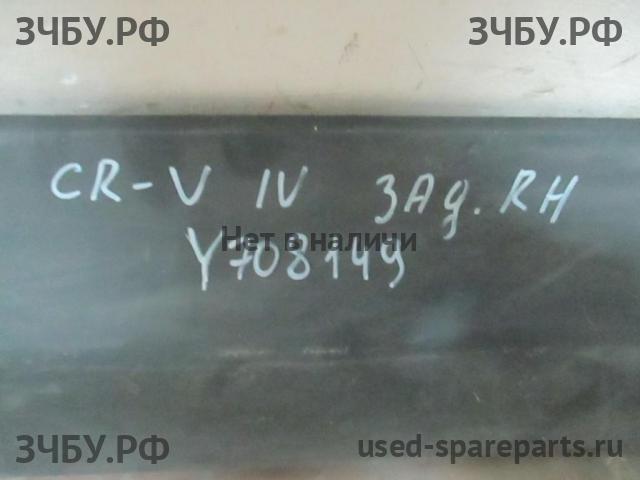 ЗЧБУ.РФ ЗЧБУ.РФ
CR-V IV ЗАд. RH
Нет в наличи
Y708149
ЗЧБУ.РФ used-spareparts.ru